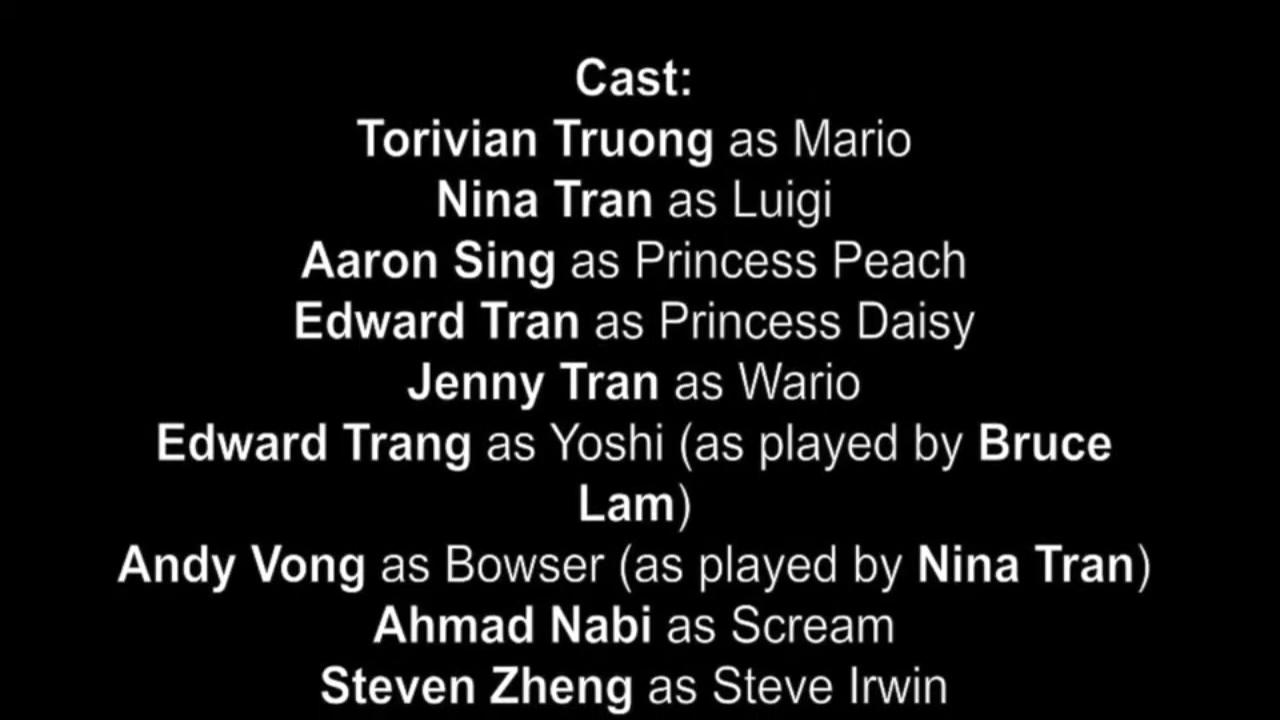 Cast:
Torivian Truong as Mario
Nina Tran as Luigi
Aaron Sing as Princess Peach
Edward Tran as Princess Daisy
Jenny Tran as Wario
Edward Trang as Yoshi (as played by Bruce
Lam)
Andy Vong as Bowser (as played by Nina Tran)
Ahmad Nabi as Scream
Steven Zheng as Steve Irwin